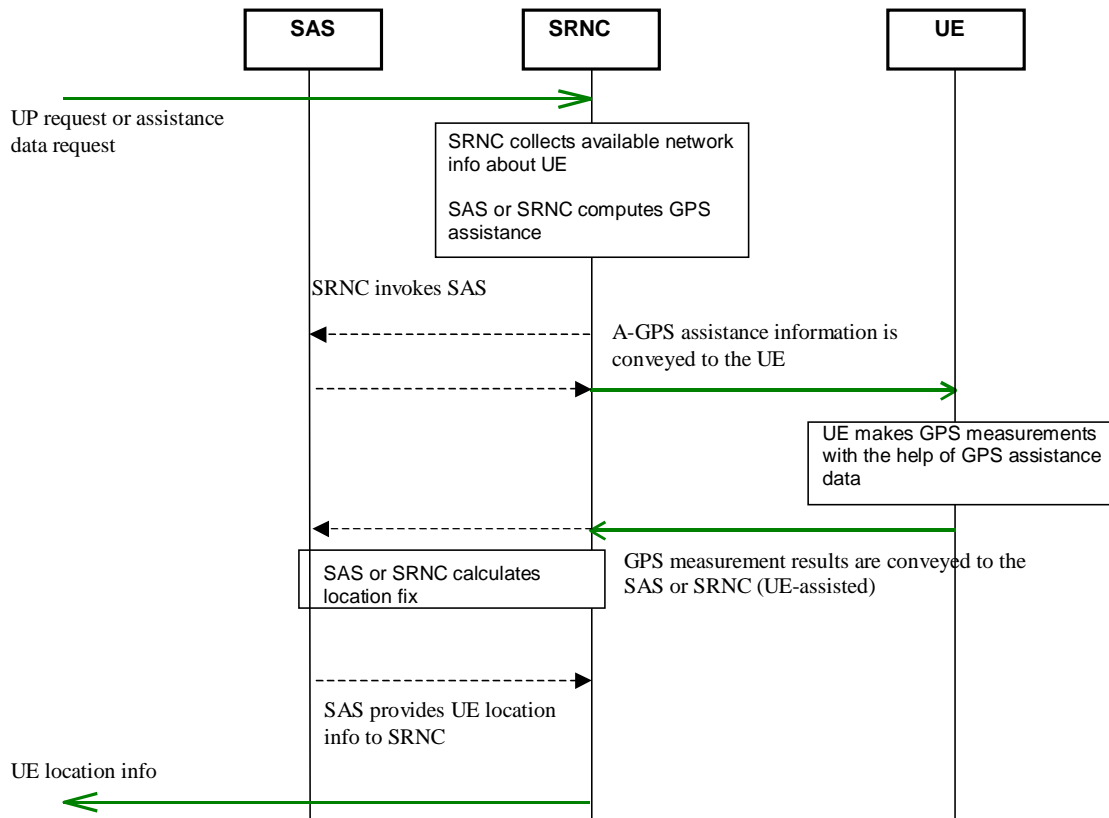 SAS
SRNC
UE
UP request or assistance
data request
SRNC collects available network
info about UE
SAS or SRNC computes GPS
assistance
SRNC invokes SAS
A-GPS assistance information is
conveyed to the UE
UE makes GPS measurements
with the help of GPS assistance
data
GPS measurement results are conveyed to the
SAS or SRNC (UE-assisted)
SAS or SRNC calculates
location fix
SAS provides UE location
info to SRNC
UE location info